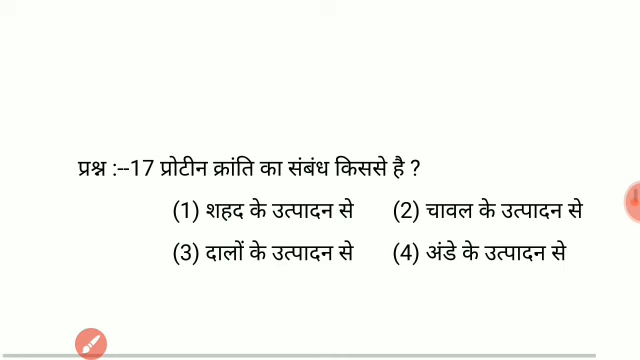 प्रश्न :--17 प्रोटीन क्रांति का संबंध किससे है ?
(1) शहद के उत्पादन से (2) चावल के उत्पादन से
(3) दालों के उत्पादन से (4) अंडे के उत्पादन से